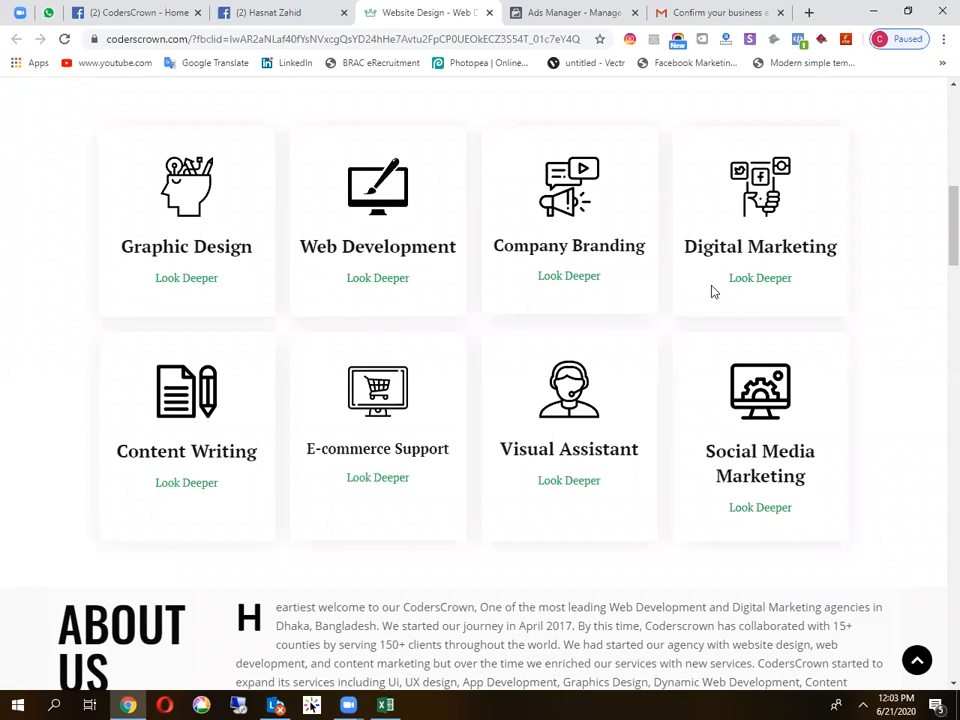 (2) CodersCrown - Home
(2) Hasnat Zahid
Website Design - Web D
Ads Manager - Manage
Confirm your business e
coderscrown.com/?fbclid=IwAR2aNLaf40fYsNVxcgQsYD24hHe7Avtu2FpCP0UEOkECZ3S54T_01c7eY4Q
New
1
C Paused
Apps
www.youtube.com
Google Translate
LinkedIn
BRAC eRecruitment
Photopea | Online...
untitled - Vectr
Facebook Marketin...
Modern simple tem...
»
Graphic Design
Look Deeper
Web Development
Look Deeper
Company Branding
Look Deeper
Digital Marketing
Look Deeper
Content Writing
Look Deeper
E-commerce Support
Look Deeper
Visual Assistant
Look Deeper
Social Media
Marketing
Look Deeper
ABOUT
US
Heartiest welcome to our CodersCrown, One of the most leading Web Development and Digital Marketing agencies in
Dhaka, Bangladesh. We started our journey in April 2017. By this time, Coderscrown has collaborated with 15+
counties by serving 150+ clients throughout the world. We had started our agency with website design, web
development, and content marketing but over the time we enriched our services with new services. CodersCrown started to
expand its services including Ui, UX design, App Development, Graphics Design, Dynamic Web Development, Content
12:03 PM
6/21/2020
5